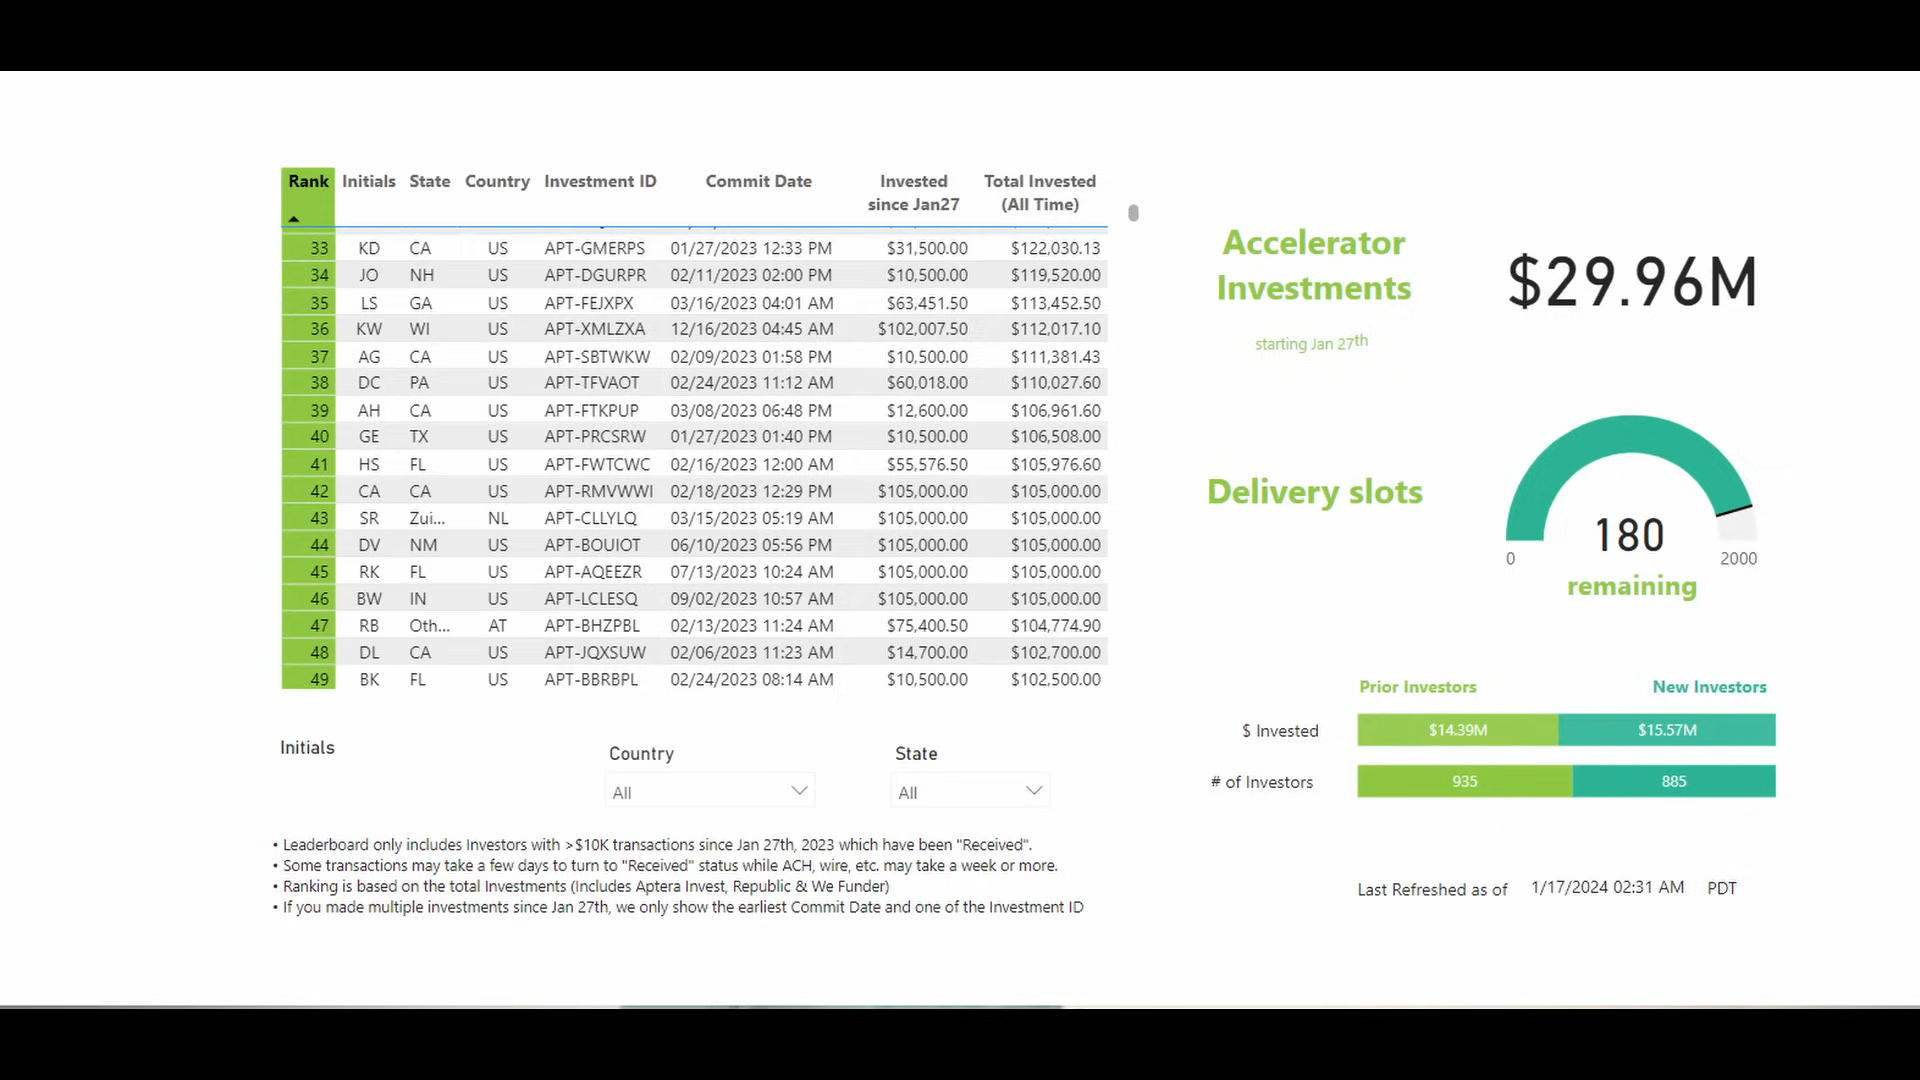 Rank Initials State Country Investment ID Commit Date Invested since Jan27 Total Invested (All Time)
33 KD CA US APT-GMERPS 01/27/2023 12:33 PM $31,500.00 $122,030.13
34 JO NH US APT-DGURPR 02/11/2023 02:00 PM $10,500.00 $119,520.00
35 LS GA US APT-FEJXPX 03/16/2023 04:01 AM $63,451.50 $113,452.50
36 KW WI US APT-XMLZXA 12/16/2023 04:45 AM $102,007.50 $112,017.10
37 AG CA US APT-SBTWKW 02/09/2023 01:58 PM $10,500.00 $111,381.43
38 DC PA US APT-TFVAOT 02/24/2023 11:12 AM $60,018.00 $110,027.60
39 AH CA US APT-FTKPUP 03/08/2023 06:48 PM $12,600.00 $106,961.60
40 GE TX US APT-PRCSRW 01/27/2023 01:40 PM $10,500.00 $106,508.00
41 HS FL US APT-FWTCWC 02/16/2023 12:00 AM $55,576.50 $105,976.60
42 CA CA US APT-RMVWWI 02/18/2023 12:29 PM $105,000.00 $105,000.00
43 SR Zui... NL APT-CLLYLQ 03/15/2023 05:19 AM $105,000.00 $105,000.00
44 DV NM US APT-BOUIOT 06/10/2023 05:56 PM $105,000.00 $105,000.00
45 RK FL US APT-AQEEZR 07/13/2023 10:24 AM $105,000.00 $105,000.00
46 BW IN US APT-LCLESQ 09/02/2023 10:57 AM $105,000.00 $105,000.00
47 RB Oth... AT APT-BHZPBL 02/13/2023 11:24 AM $75,400.50 $104,774.90
48 DL CA US APT-JQXSUW 02/06/2023 11:23 AM $14,700.00 $102,700.00
49 BK FL US APT-BBRBPL 02/24/2023 08:14 AM $10,500.00 $102,500.00
Initials
Country
All
State
All
• Leaderboard only includes Investors with >$10K transactions since Jan 27th, 2023 which have been "Received".
• Some transactions may take a few days to turn to "Received" status while ACH, wire, etc. may take a week or more.
• Ranking is based on the total Investments (Includes Aptera Invest, Republic & We Funder)
• If you made multiple investments since Jan 27th, we only show the earliest Commit Date and one of the Investment ID
Accelerator
Investments
starting Jan 27th
$29.96M
Delivery slots
180
0 2000
remaining
Prior Investors New Investors
$ Invested $14.39M $15.57M
# of Investors 935 885
Last Refreshed as of 1/17/2024 02:31 AM PDT